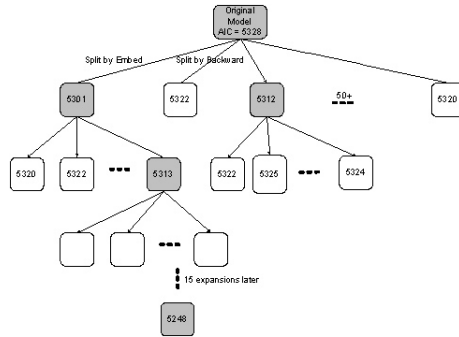 Original
Model
AIC = 5328
Split by Embed
Split by Backward
5301
5322
5312
50+
5320
5320
5322
5313
5322
5325
5324
15 expansions later
5248